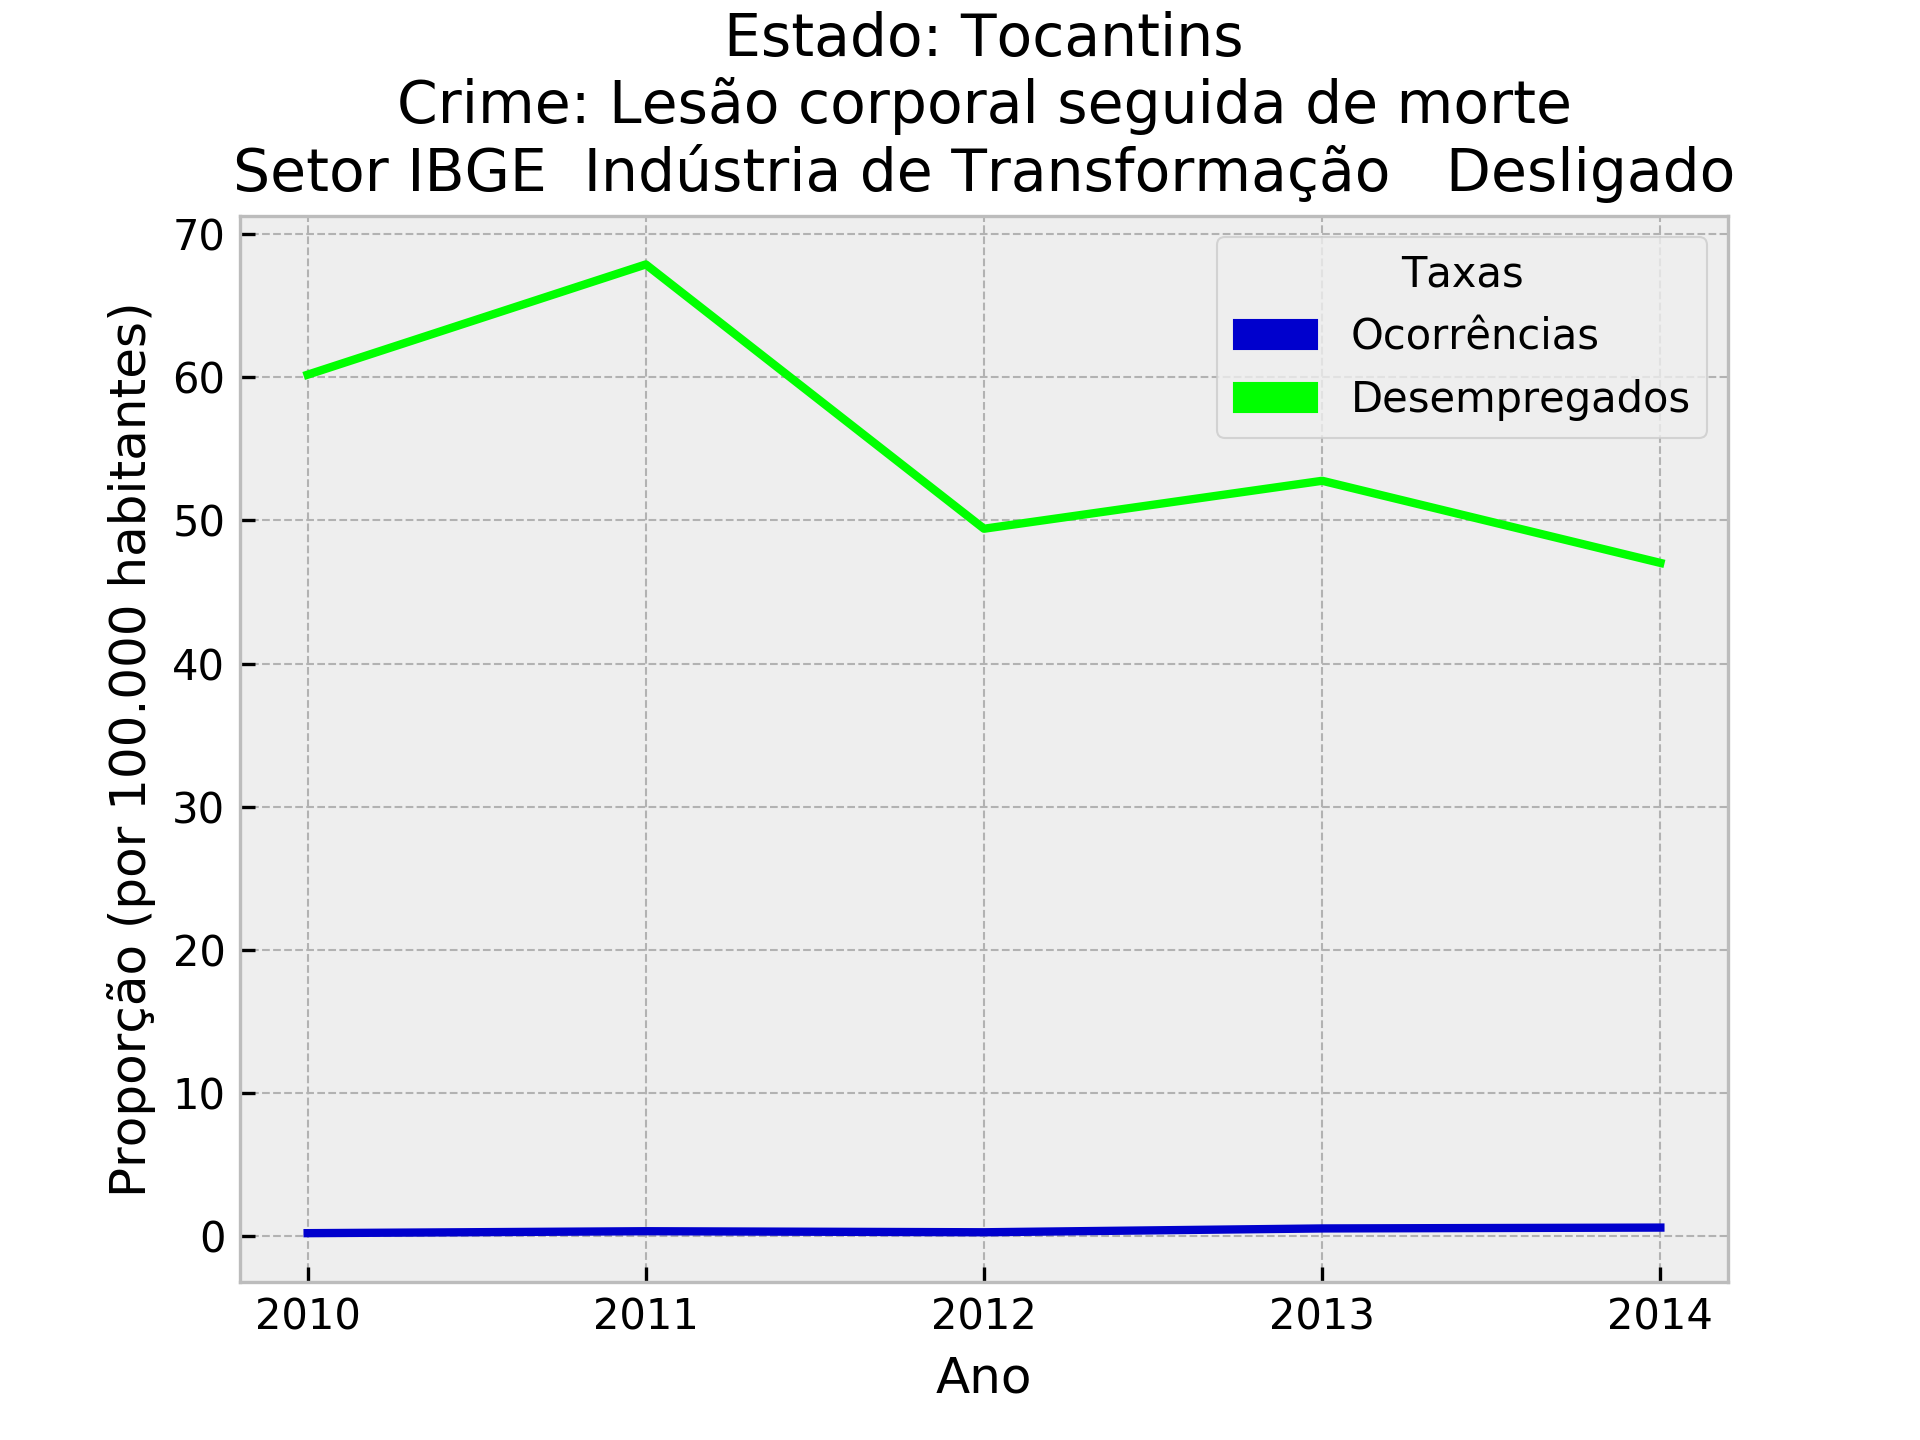 Estado: Tocantins
Crime: Lesão corporal seguida de morte
Setor IBGE  Indústria de Transformação   Desligado
Proporção (por 100.000 habitantes)
70
60
50
40
30
20
10
0
Taxas
Ocorrências
Desempregados
2010
2011
2012
2013
2014
Ano